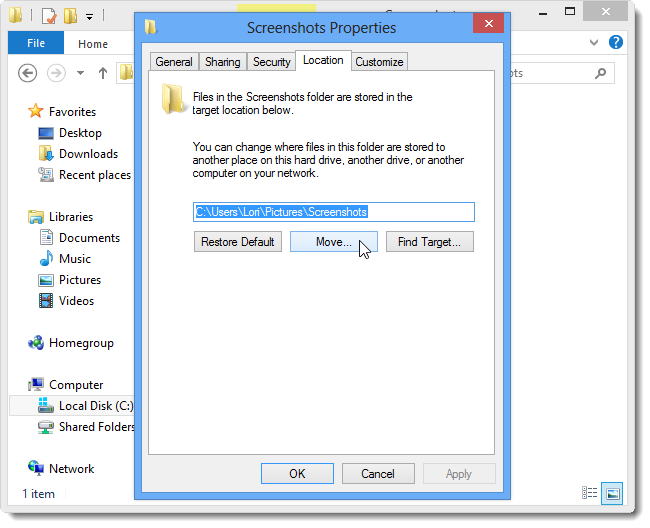 Screenshots Properties
File
Home
General
Sharing
Security
Location
Customize
Files in the Screenshots folder are stored in the
target location below.
You can change where files in this folder are stored to
another place on this hard drive, another drive, or another
computer on your network.
C:\Users\Lori\Pictures\Screenshots
Restore Default
Move...
Find Target...
OK
Cancel
Apply
Favorites
Desktop
Downloads
Recent places
Libraries
Documents
Music
Pictures
Videos
Homegroup
Computer
Local Disk (C:)
Shared Folders
Network
1 item